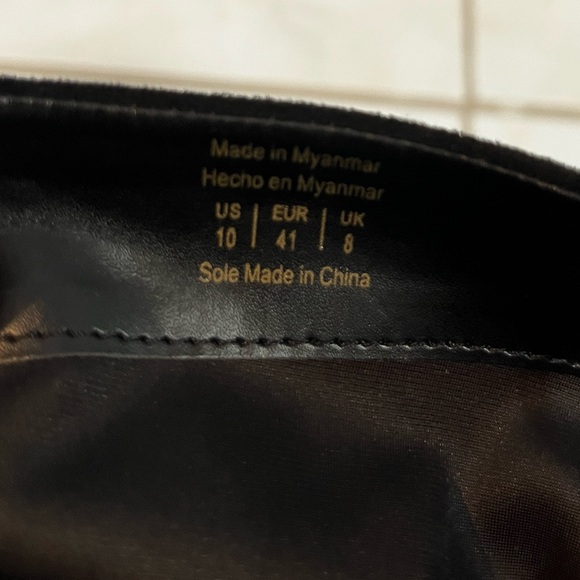 Made in Myanmar
Hecho en Myanmar
US | EUR | UK
10 | 41 | 8
Sole Made in China